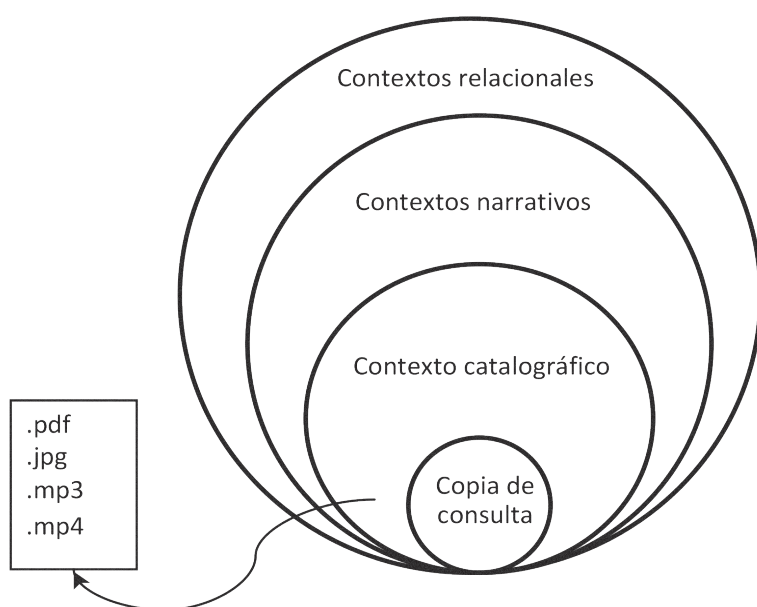 Contextos relacionales
Contextos narrativos
Contexto catalográfico
Copia de
consulta
.pdf
.jpg
.mp3
.mp4